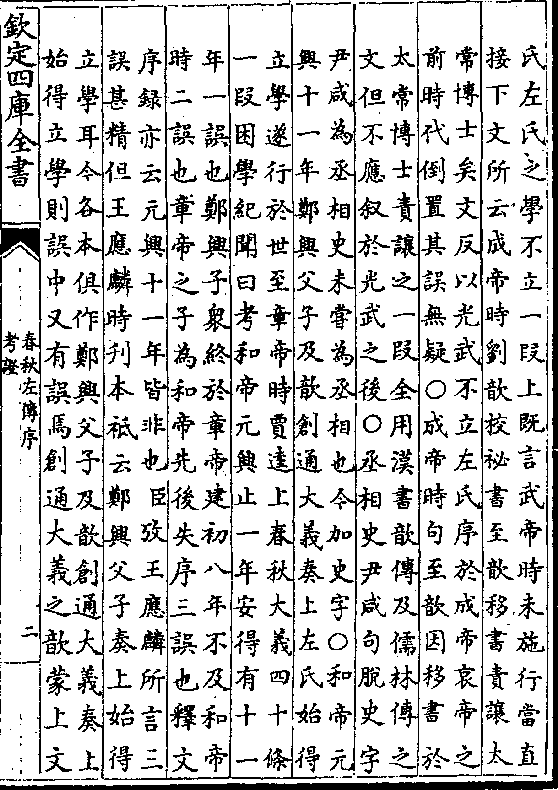 氏左氏之學不立一段上既言武帝時未施行當直
接下文所云成帝時劉歆挍秘書至歆移書責讓太
常博士矣文反以光武不立左氏序於成帝哀帝之
前時代倒置其誤無疑○成帝時句至歆因移書於
太常博士責讓之一段全用漢書歆傳及儒林傳之
文但不應叙於光武之後○丞相史尹咸句脫史字
尹咸為丞相史未嘗為丞相也今加史字○和帝元
興十一年鄭興父子及歆創通大義奏上左氏始得
立學遂行於世至章帝時賈逵上春秋大義四十條
一段困學紀聞曰考和帝元興止一年安得有十一
年一誤也鄭興子衆終於章帝建初八年不及和帝
時二誤也章帝之子為和帝先後失序三誤也釋文
序録亦云元興十一年皆非也臣攷王應麟所言三
誤甚精但王應麟時刊本祗云鄭興父子奏上始得
立學耳今各本俱作鄭興父子及歆創通大義奏上
始得立學則誤中又有誤焉創通大義之歆蒙上文
欽定四庫全書
春秋左傳序
考證
二